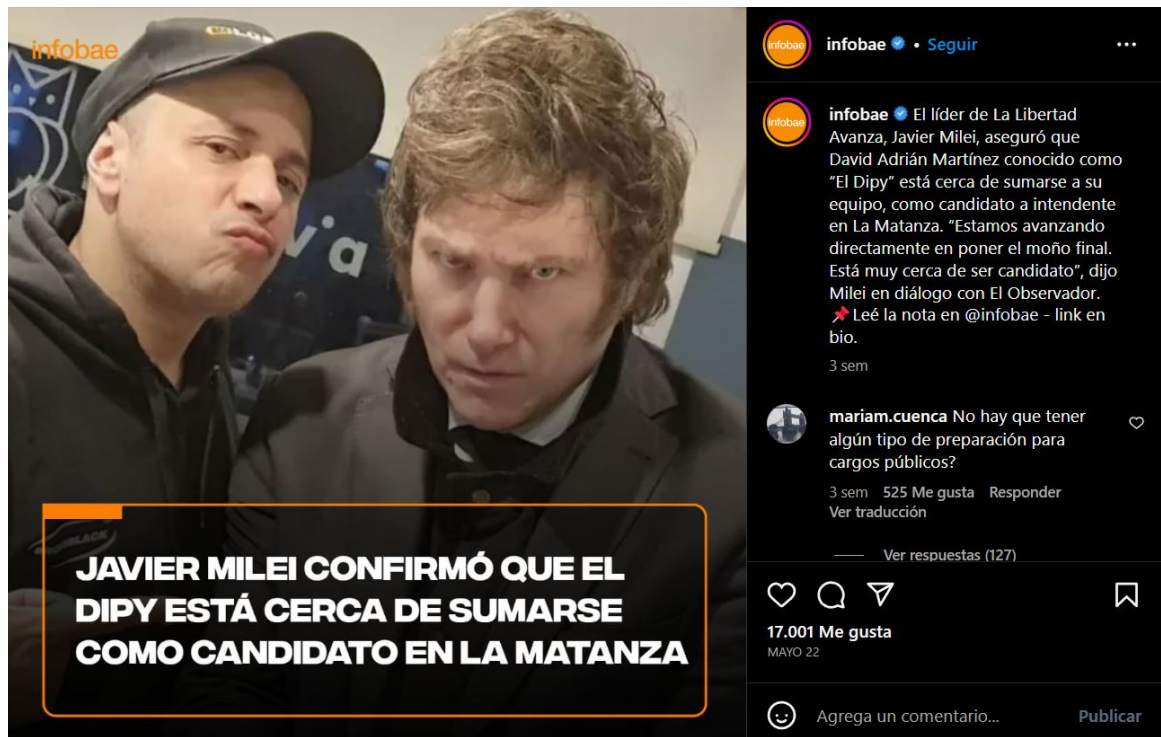 infobae
JAVIER MILEI CONFIRMÓ QUE EL
DIPY ESTÁ CERCA DE SUMARSE
COMO CANDIDATO EN LA MATANZA
infobae
infobae • Seguir
infobae
infobae El líder de La Libertad
Avanza, Javier Milei, aseguró que
David Adrián Martínez conocido como
“El Dipy” está cerca de sumarse a su
equipo, como candidato a intendente
en La Matanza. “Estamos avanzando
directamente en poner el moño final.
Está muy cerca de ser candidato”, dijo
Milei en diálogo con El Observador.
📌Leé la nota en @infobae - link en
bio.
3 sem
mariam.cuenca No hay que tener
algún tipo de preparación para
cargos públicos?
3 sem 525 Me gusta Responder
Ver traducción
Ver respuestas (127)
17.001 Me gusta
MAYO 22
Agrega un comentario... Publicar